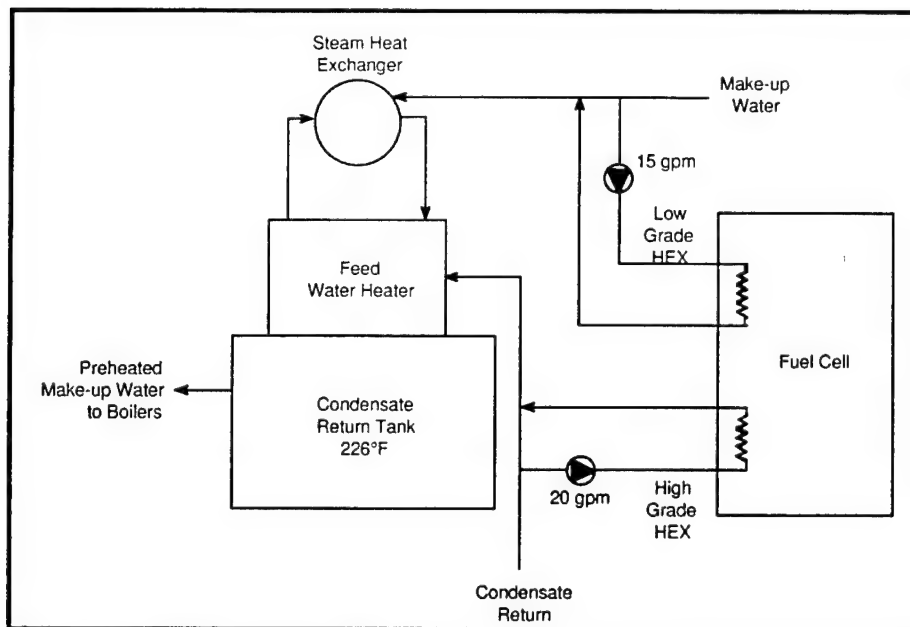 Steam Heat
Exchanger
Make-up
Water
15 gpm
Low
Grade
HEX
Feed
Water Heater
Fuel Cell
Preheated
Make-up Water
to Boilers
Condensate
Return Tank
226°F
20 gpm
High
Grade
HEX
Condensate
Return